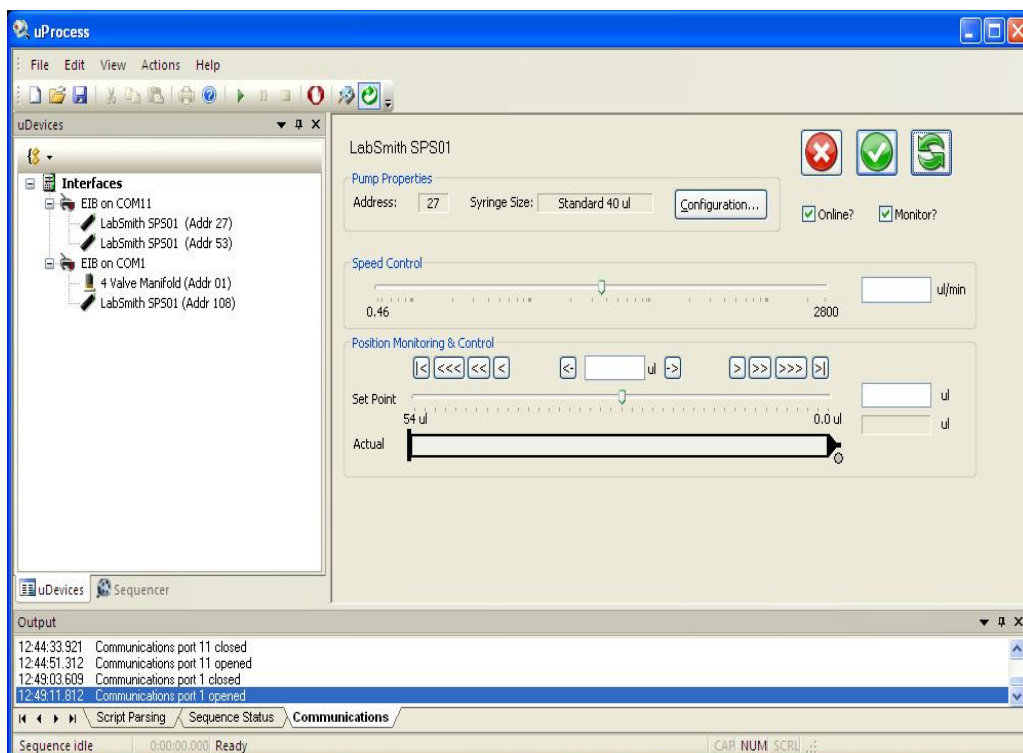 uProcess
File Edit View Actions Help
uDevices
Interfaces
EIB on COM11
LabSmith SPS01 (Addr 27)
LabSmith SPS01 (Addr 53)
EIB on COM1
4 Valve Manifold (Addr 01)
LabSmith SPS01 (Addr 108)
uDevices Sequencer
LabSmith SPS01
Pump Properties
Address: 27 Syringe Size: Standard 40 ul Configuration...
Online? Monitor?
Speed Control
ul/min
0.46 2800
Position Monitoring & Control
|< <<< << < <- ul -> > >> >>> >|
Set Point ul
54 ul 0.0 ul ul
Actual
Output
12:44:33.921 Communications port 11 closed
12:44:51.312 Communications port 11 opened
12:49:03.609 Communications port 1 closed
12:49:11.812 Communications port 1 opened
Script Parsing Sequence Status Communications
Sequence idle 0:00:00.000 Ready CAP NUM SCRL